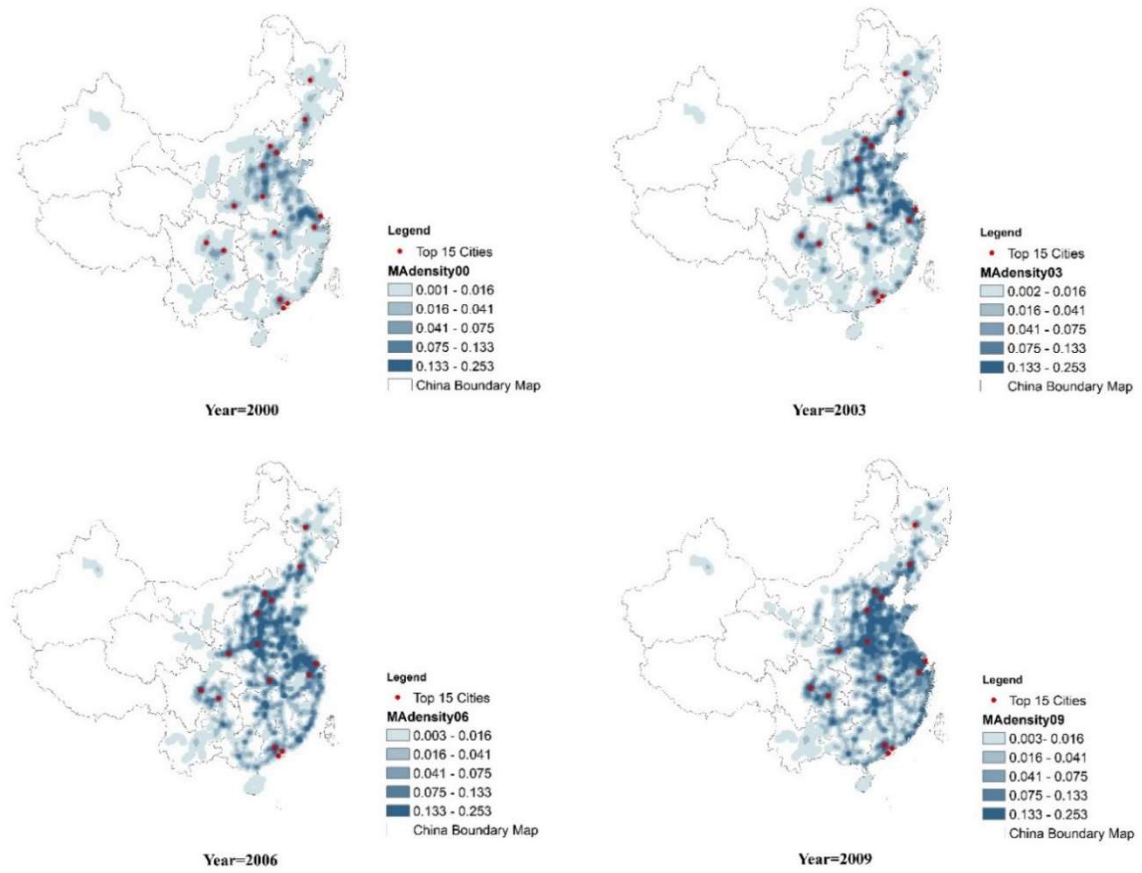 Legend
Top 15 Cities
MAdensity00
0.001 - 0.016
0.016 - 0.041
0.041 - 0.075
0.075 - 0.133
0.133 - 0.253
China Boundary Map
Year=2000
Legend
Top 15 Cities
MAdensity03
0.002 - 0.016
0.016 - 0.041
0.041 - 0.075
0.075 - 0.133
0.133 - 0.253
China Boundary Map
Year=2003
Legend
Top 15 Cities
MAdensity06
0.003 - 0.016
0.016 - 0.041
0.041 - 0.075
0.075 - 0.133
0.133 - 0.253
China Boundary Map
Year=2006
Legend
Top 15 Cities
MAdensity09
0.003- 0.016
0.016 - 0.041
0.041 - 0.075
0.075 - 0.133
0.133 - 0.253
China Boundary Map
Year=2009